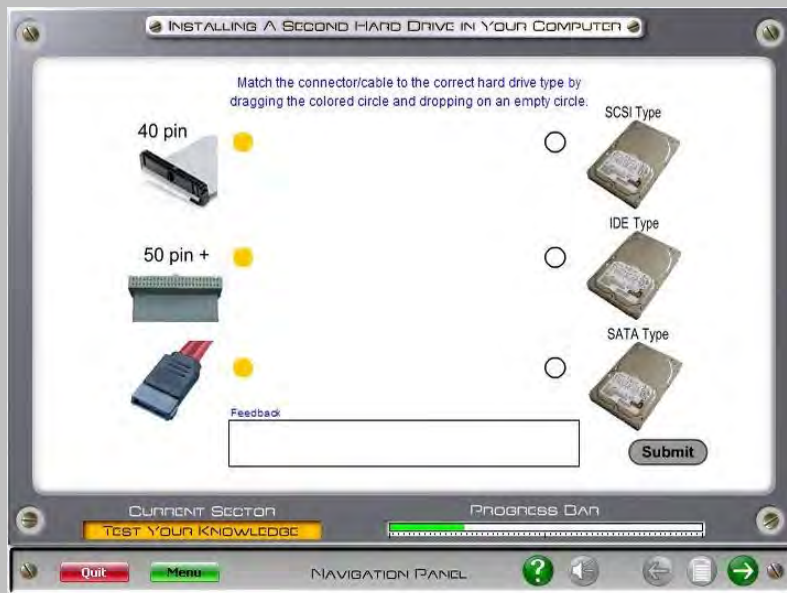 INSTALLING A SECOND HARD DRIVE IN YOUR COMPUTER
Match the connector/cable to the correct hard drive type by
dragging the colored circle and dropping on an empty circle.
SCSI Type
40 pin
IDE Type
50 pin +
SATA Type
Feedback
Submit
CURRENT SECTOR
PROGRESS BAR
TEST YOUR KNOWLEDGE
Quit
Menu
NAVIGATION PANEL
?